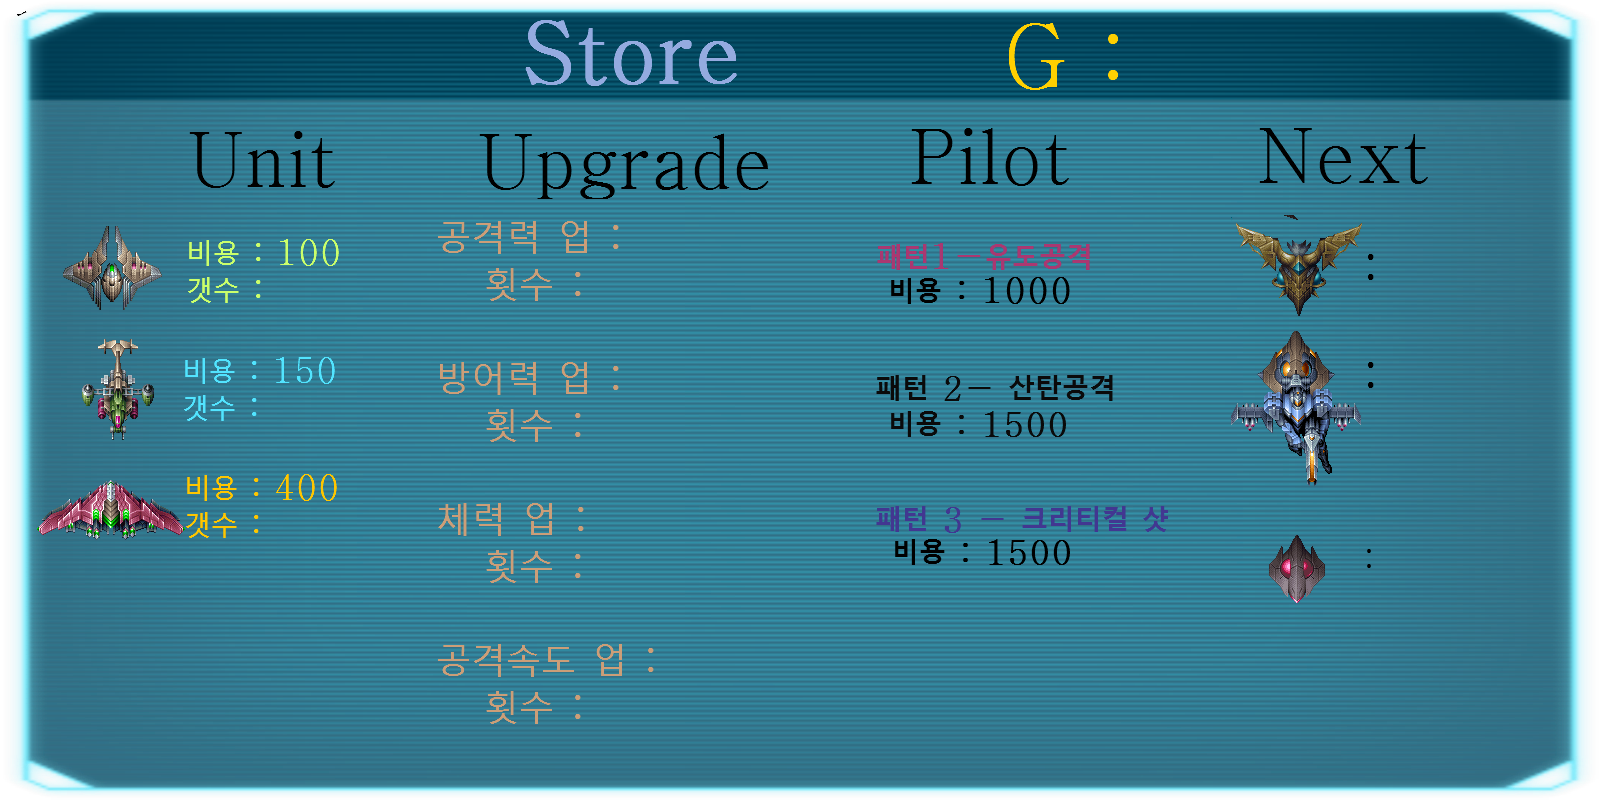 Store
G :
Unit
비용 : 100
갯수 :
비용 : 150
갯수 :
비용 : 400
갯수 :
Upgrade
공격력 업 :
횟수 :
방어력 업 :
횟수 :
체력 업 :
횟수 :
공격속도 업 :
횟수 :
Pilot
패턴1-유도공격
비용 : 1000
패턴 2- 산탄공격
비용 : 1500
패턴 3 - 크리티컬 샷
비용 : 1500
Next
:
:
: